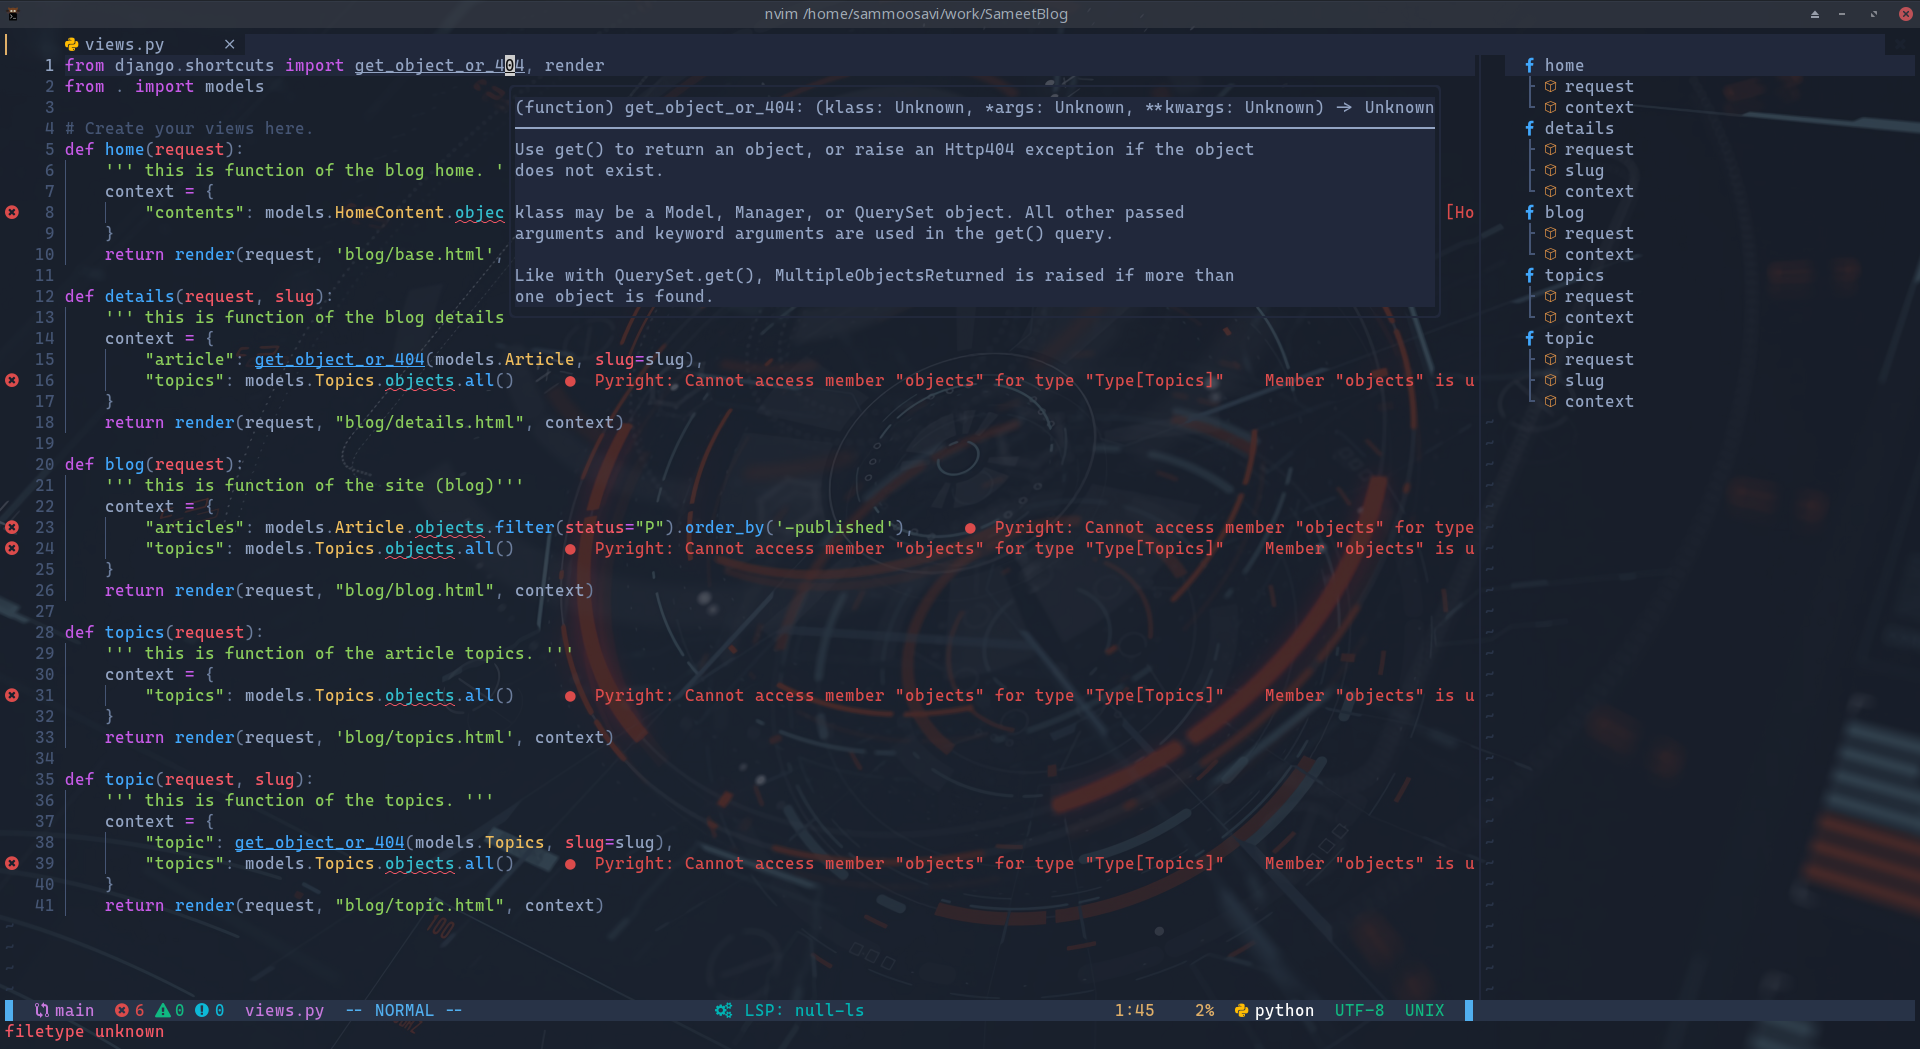 nvim /home/sammoosavi/work/SameetBlog
views.py
1 from django.shortcuts import get_object_or_404, render
2 from . import models
3
4 # Create your views here.
5 def home(request):
6 ''' this is function of the blog home. '
7 context = {
8 "contents": models.HomeContent.objec [Ho
9 }
10 return render(request, 'blog/base.html',
11
12 def details(request, slug):
13 ''' this is function of the blog details
14 context = {
15 "article": get_object_or_404(models.Article, slug=slug),
16 "topics": models.Topics.objects.all() ● Pyright: Cannot access member "objects" for type "Type[Topics]" Member "objects" is u
17 }
18 return render(request, "blog/details.html", context)
19
20 def blog(request):
21 ''' this is function of the site (blog)'''
22 context = {
23 "articles": models.Article.objects.filter(status="P").order_by('-published'), ● Pyright: Cannot access member "objects" for type
24 "topics": models.Topics.objects.all() ● Pyright: Cannot access member "objects" for type "Type[Topics]" Member "objects" is u
25 }
26 return render(request, "blog/blog.html", context)
27
28 def topics(request):
29 ''' this is function of the article topics. '''
30 context = {
31 "topics": models.Topics.objects.all() ● Pyright: Cannot access member "objects" for type "Type[Topics]" Member "objects" is u
32 }
33 return render(request, 'blog/topics.html', context)
34
35 def topic(request, slug):
36 ''' this is function of the topics. '''
37 context = {
38 "topic": get_object_or_404(models.Topics, slug=slug),
39 "topics": models.Topics.objects.all() ● Pyright: Cannot access member "objects" for type "Type[Topics]" Member "objects" is u
40 }
41 return render(request, "blog/topic.html", context)
(function) get_object_or_404: (klass: Unknown, *args: Unknown, **kwargs: Unknown) -> Unknown
Use get() to return an object, or raise an Http404 exception if the object
does not exist.
klass may be a Model, Manager, or QuerySet object. All other passed
arguments and keyword arguments are used in the get() query.
Like with QuerySet.get(), MultipleObjectsReturned is raised if more than
one object is found.
home
request
context
details
request
slug
context
blog
request
context
topics
request
context
topic
request
slug
context
100
main 6 0 0 views.py -- NORMAL -- LSP: null-ls 1:45 2% python UTF-8 UNIX
filetype unknown